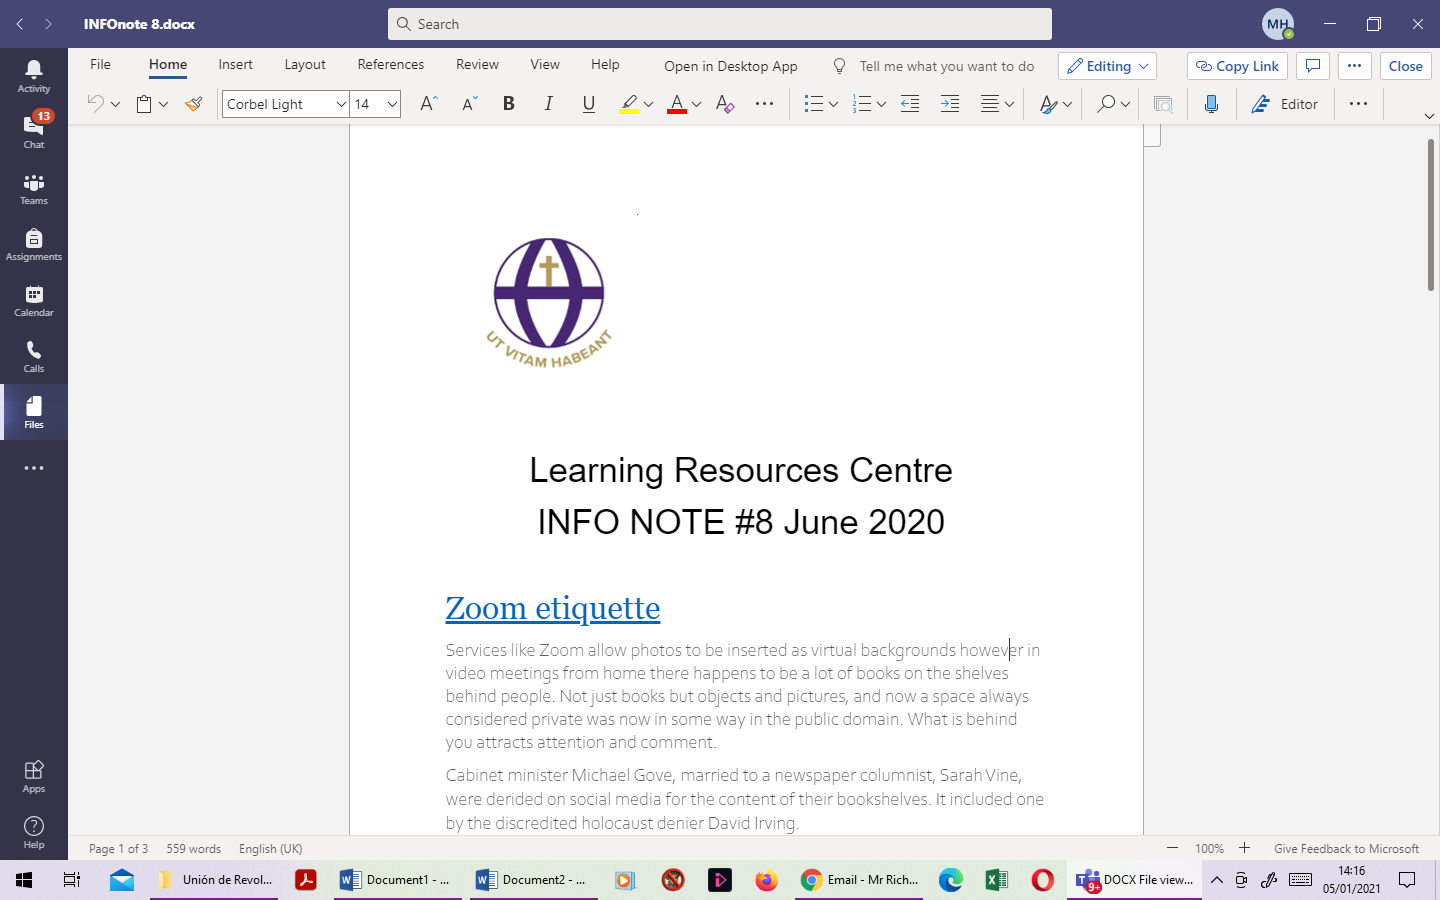 INFOnote 8.docx
Search
MH
File Home Insert Layout References Review View Help Open in Desktop App Tell me what you want to do Editing Copy Link Close
Corbel Light 14 B I U A Editor
Activity
13
Chat
Teams
Assignments
Calendar
Calls
Files
Apps
Help
UT VITAM HABEANT
Learning Resources Centre
INFO NOTE #8 June 2020
Zoom etiquette
Services like Zoom allow photos to be inserted as virtual backgrounds however in
video meetings from home there happens to be a lot of books on the shelves
behind people. Not just books but objects and pictures, and now a space always
considered private was now in some way in the public domain. What is behind
you attracts attention and comment.
Cabinet minister Michael Gove, married to a newspaper columnist, Sarah Vine,
were derided on social media for the content of their bookshelves. It included one
by the discredited holocaust denier David Irving.
Page 1 of 3 559 words English (UK) 100% Give Feedback to Microsoft
Unión de Revol... Document1 - ... Document2 - ... Email - Mr Rich... 9+ DOCX File view... 14:16
05/01/2021